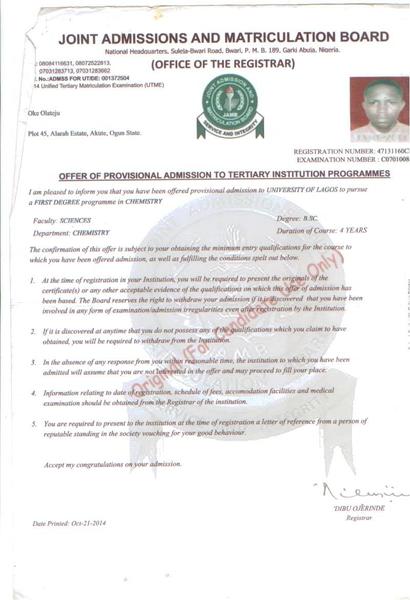 JOINT ADMISSIONS AND MATRICULATION BOARD
National Headquarters, Suleja-Bwari Road, Bwari, P. M. B. 189, Garki Abuja, Nigeria.
: 08084116631, 08072522813,
07031283713, 07031283662
(OFFICE OF THE REGISTRAR)
l. No.: ADMSS FOR UT/DE: 001372504
14 Unified Tertiary Matriculation Examination (UTME)
JOINT ADMISSIONS AND MATRICULATION BOARD
JAMB
SERVICE AND INTEGRITY
Oke Olateju
Plot 45, Alarah Estate, Akute, Ogun State.
REGISTRATION NUMBER: 47131160C
EXAMINATION NUMBER: C0701008
OFFER OF PROVISIONAL ADMISSION TO TERTIARY INSTITUTION PROGRAMMES
I am pleased to inform you that you have been offered provisional admission to UNIVERSITY OF LAGOS to pursue
a FIRST DEGREE programme in CHEMISTRY
Faculty: SCIENCES Degree: B.SC.
Department: CHEMISTRY Duration of Course: 4 YEARS
The confirmation of this offer is subject to your obtaining the minimum entry qualifications for the course to
which you have been offered admission, as well as fulfilling the conditions spelt out below.
1. At the time of registration in your Institution, you will be required to present the originals of the
certificate(s) or any other acceptable evidence of the qualifications on which this offer of admission has
been based. The Board reserves the right to withdraw your admission if it is discovered that you have been
involved in any form of examination/admission irregularities even after registration by the Institution.
2. If it is discovered at anytime that you do not possess any of the qualifications which you claim to have
obtained, you will be required to withdraw from the Institution.
3. In the absence of any response from you within reasonable time, the institution to which you have been
admitted will assume that you are not interested in the offer and may proceed to fill your place.
4. Information relating to date of registration, schedule of fees, accomodation facilities and medical
examination should be obtained from the Registrar of the institution.
5. You are required to present to the institution at the time of registration a letter of reference from a person of
reputable standing in the society vouching for your good behaviour.
Accept my congratulations on your admission.
Original (For Candidate Use Only)
'DIBU OJERINDE
Registrar
Date Printed: Oct-21-2014